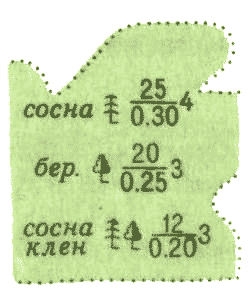 сосна 25/0.30 4
бер. 20/0.25 3
сосна клен 12/0.20 3